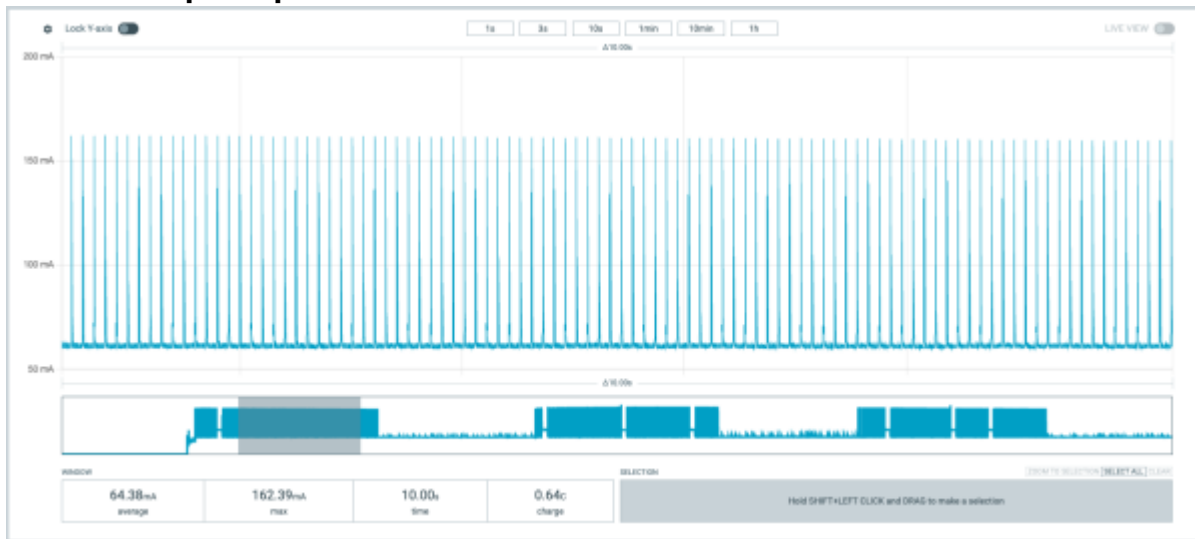 Lock Y-axis
1s 3s 10s 1min 10min 1h
LIVE VIEW
Δ10.00s
200 mA
150 mA
100 mA
50 mA
Δ10.00s
WINDOW
SELECTION
ZOOM TO SELECTION SELECT ALL CLEAR
64.38mA
average
162.39mA
max
10.00s
time
0.64C
charge
Hold SHIFT+LEFT CLICK and DRAG to make a selection